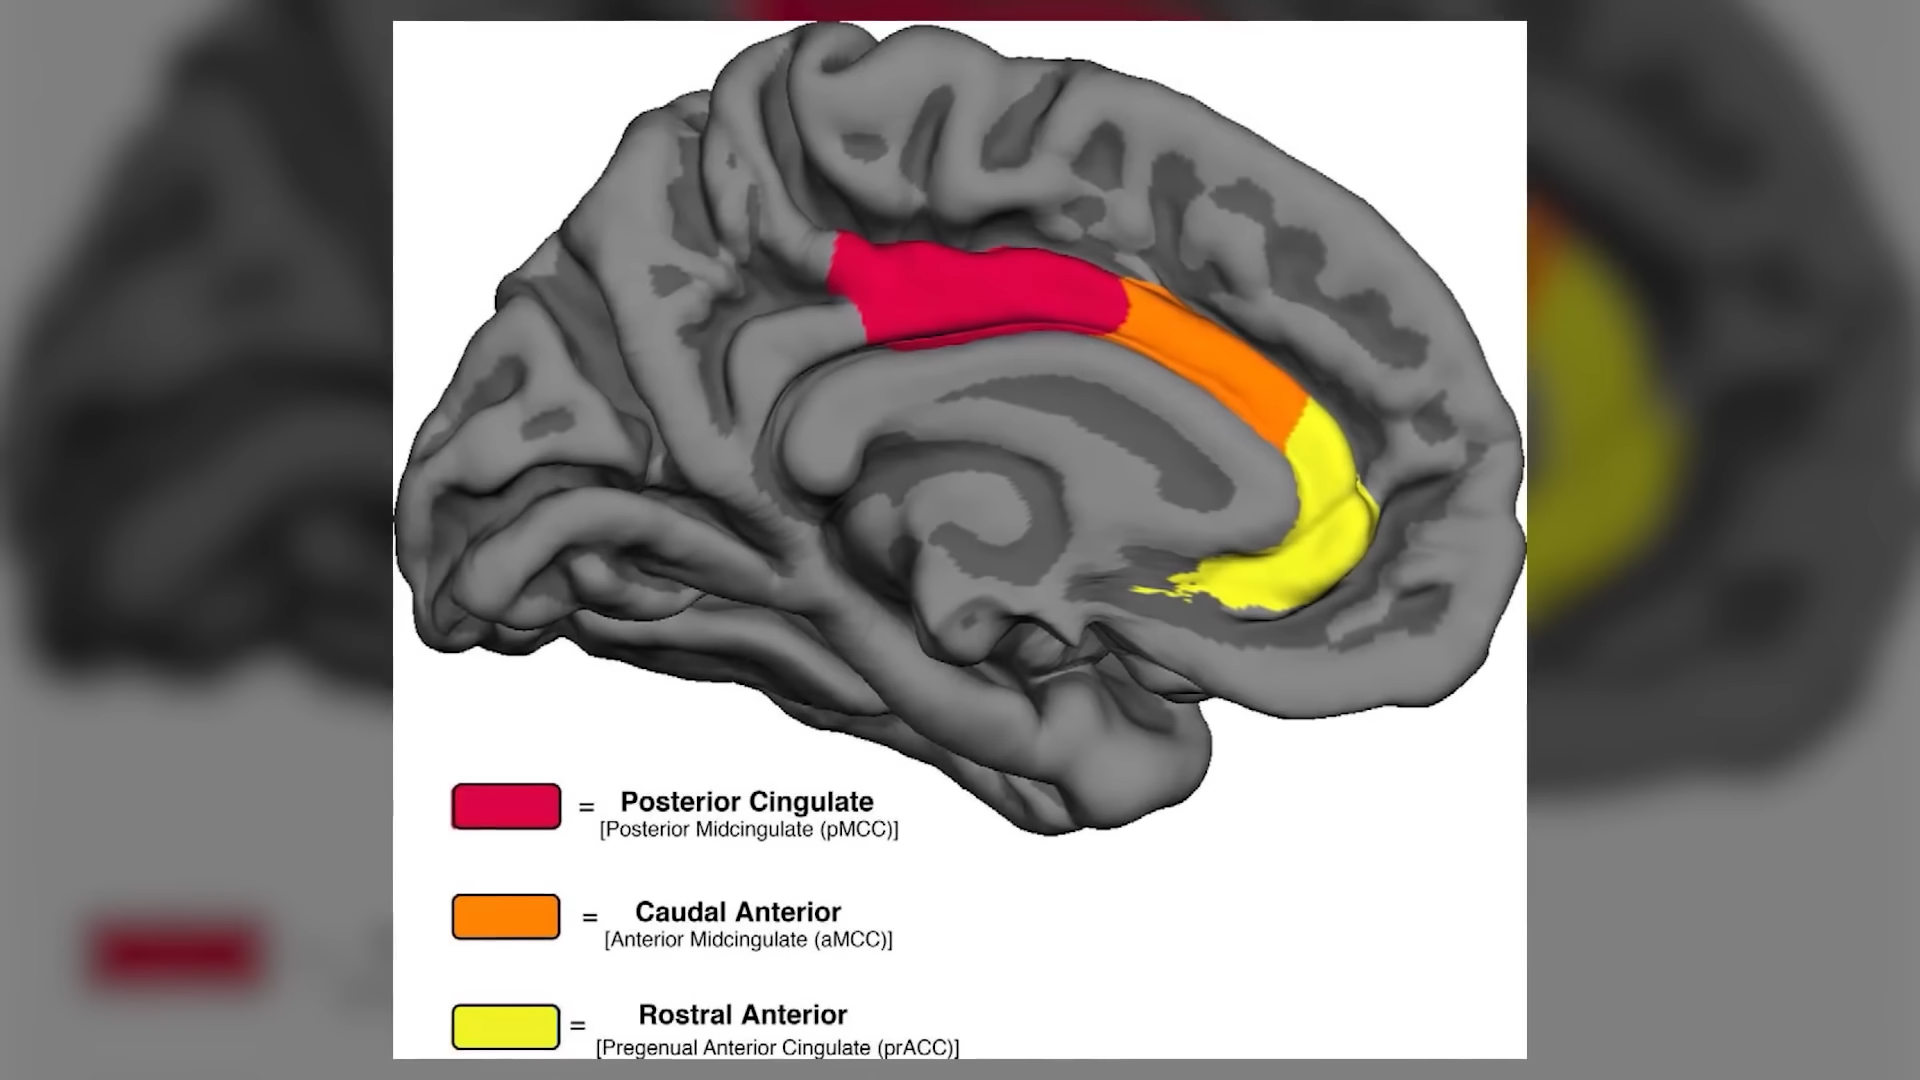 = Posterior Cingulate
[Posterior Midcingulate (pMCC)]
= Caudal Anterior
[Anterior Midcingulate (aMCC)]
= Rostral Anterior
[Pregenual Anterior Cingulate (prACC)]